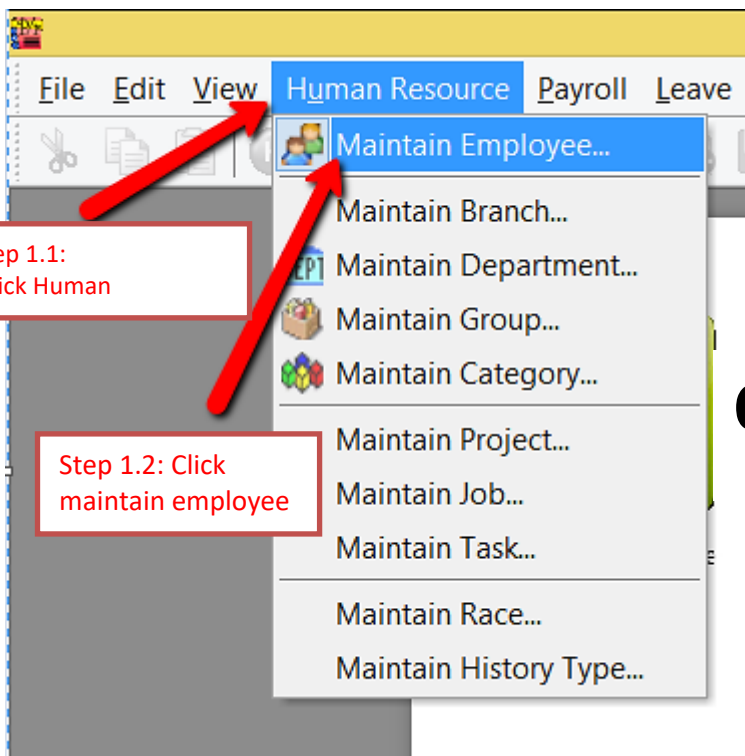 File Edit View Human Resource Payroll Leave
Maintain Employee...
Maintain Branch...
Maintain Department...
Maintain Group...
Maintain Category...
Maintain Project...
Maintain Job...
Maintain Task...
Maintain Race...
Maintain History Type...
ep 1.1:
ick Human
Step 1.2: Click
maintain employee